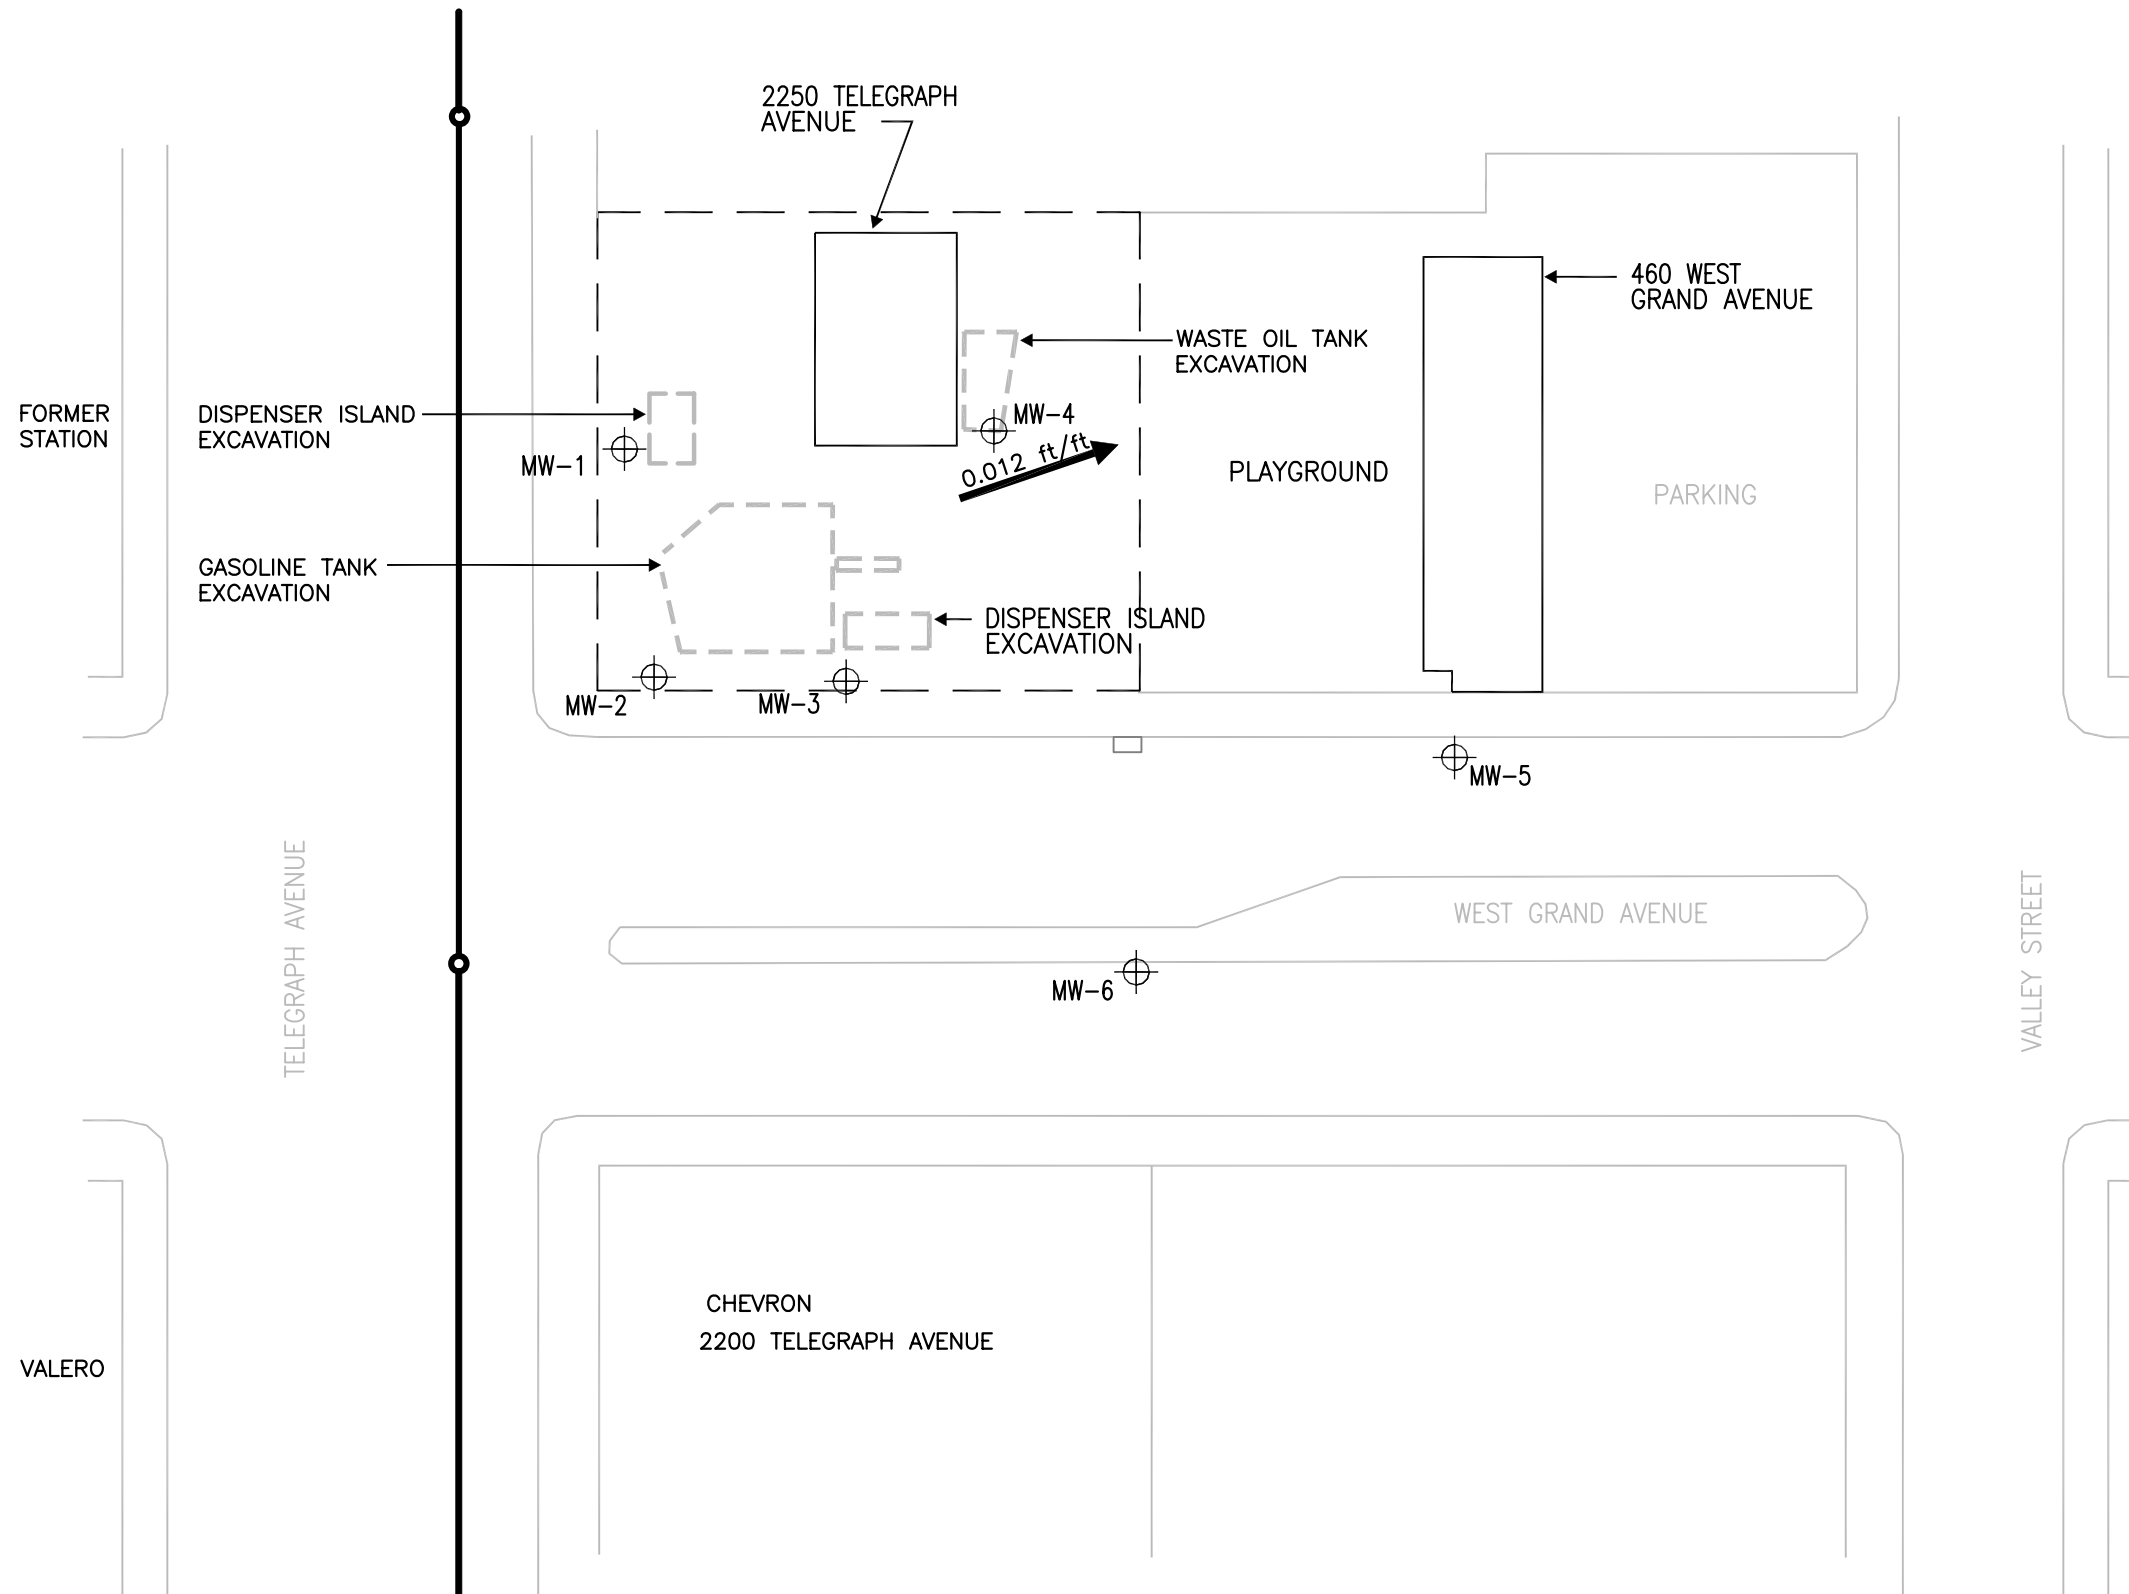 2250 TELEGRAPH
AVENUE
460 WEST
GRAND AVENUE
WASTE OIL TANK
EXCAVATION
FORMER
STATION
DISPENSER ISLAND
EXCAVATION
MW-4
MW-1
0.012 ft/ft
PLAYGROUND
PARKING
GASOLINE TANK
EXCAVATION
DISPENSER ISLAND
EXCAVATION
MW-2
MW-3
MW-5
TELEGRAPH AVENUE
WEST GRAND AVENUE
VALLEY STREET
MW-6
CHEVRON
2200 TELEGRAPH AVENUE
VALERO